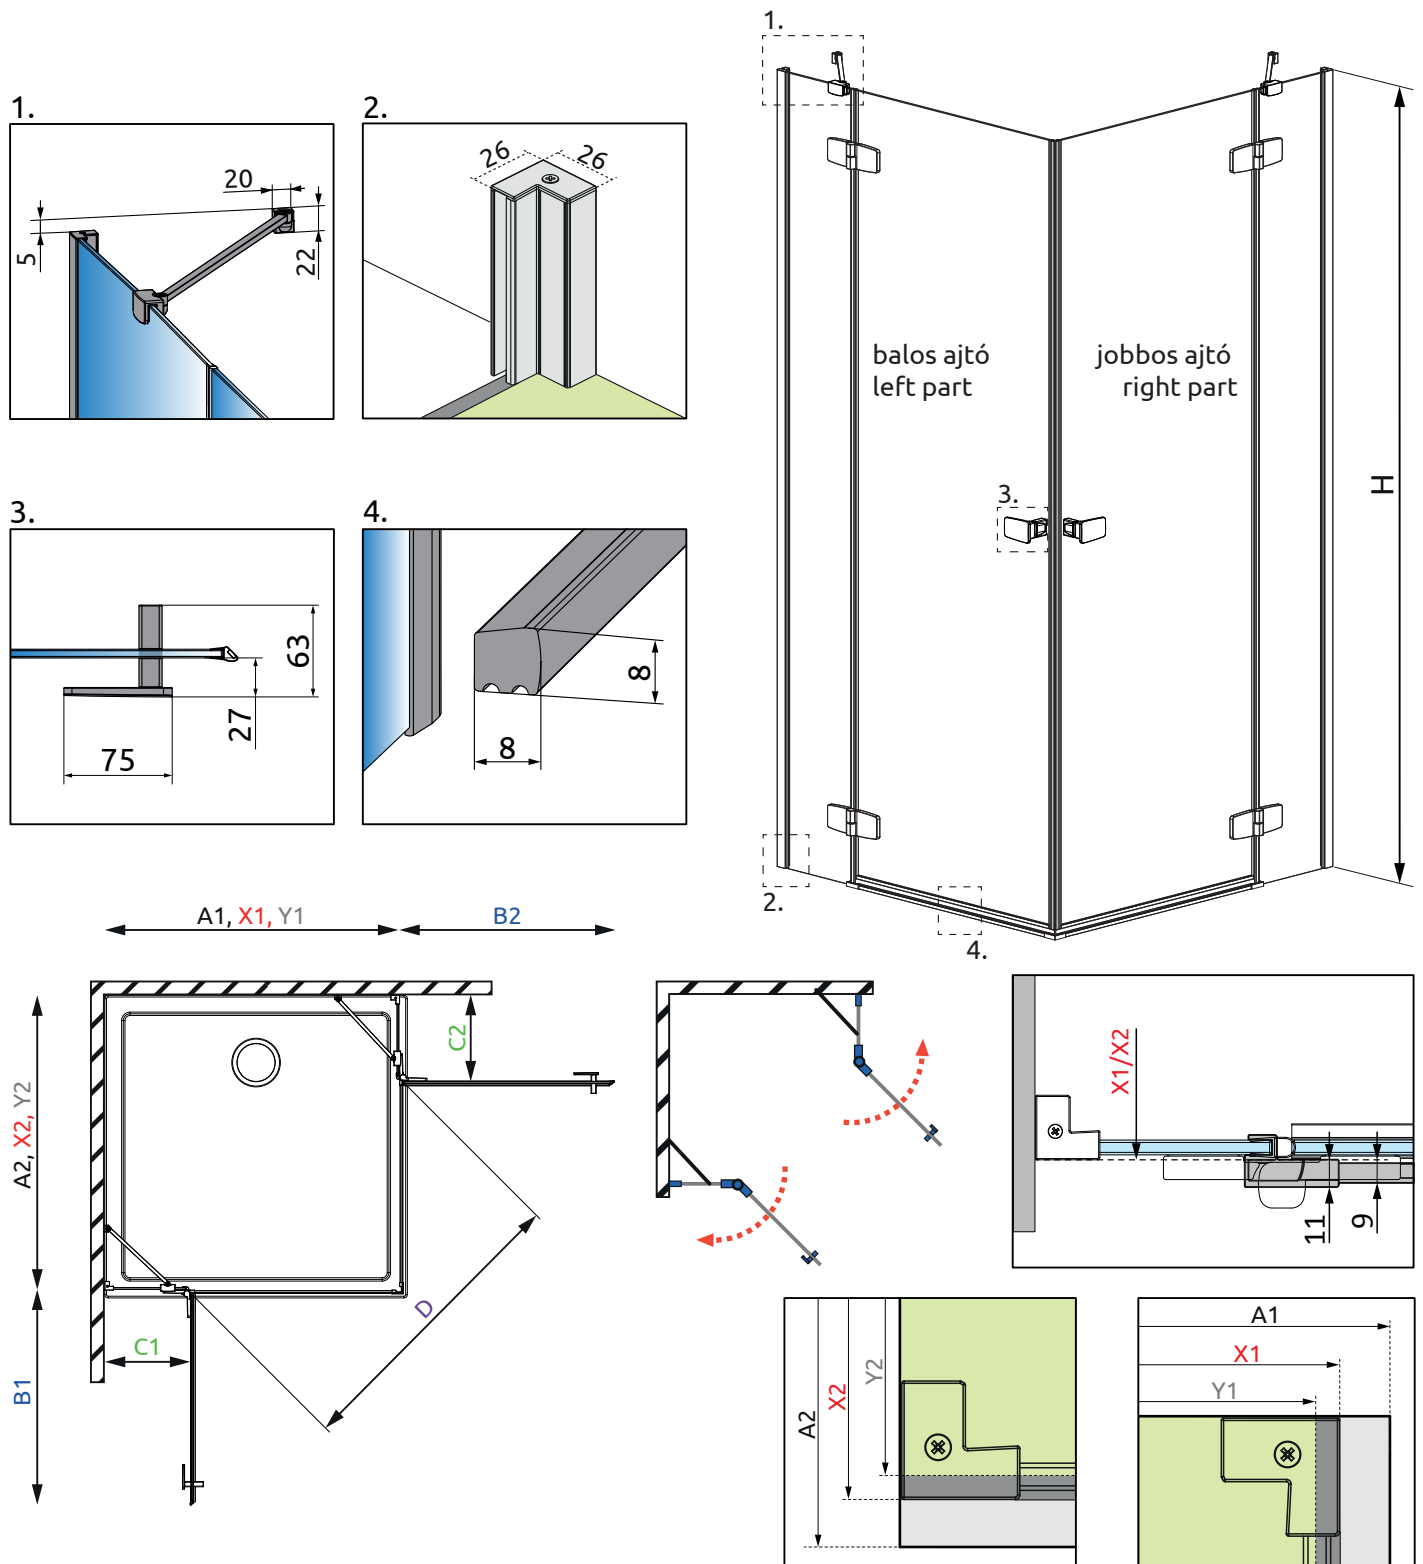 1.
1.
2.
20
5
22
26
26
balos ajtó
left part
jobbos ajtó
right part
H
3.
3.
4.
63
27
75
8
8
2.
4.
A1, X1, Y1
B2
A2, X2, Y2
C2
D
C1
B1
X1/X2
11
9
Y2
X2
A2
A1
X1
Y1